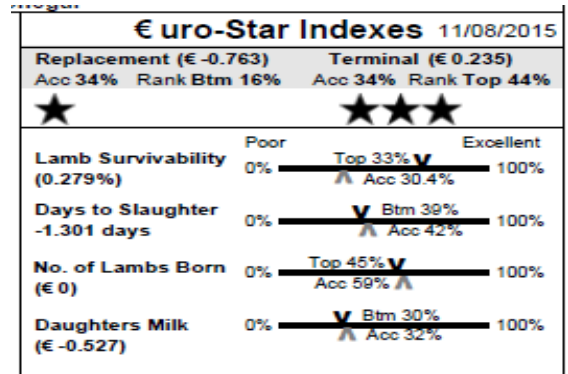 € uro-Star Indexes 11/08/2015
Replacement (€ -0.763) Terminal (€ 0.235)
Acc 34% Rank Btm 16% Acc 34% Rank Top 44%
Poor Excellent
Lamb Survivability (0.279%) 0% Top 33% Acc 30.4% 100%
Days to Slaughter -1.301 days 0% Btm 39% Acc 42% 100%
No. of Lambs Born (€ 0) 0% Top 45% Acc 59% 100%
Daughters Milk (€ -0.527) 0% Btm 30% Acc 32% 100%